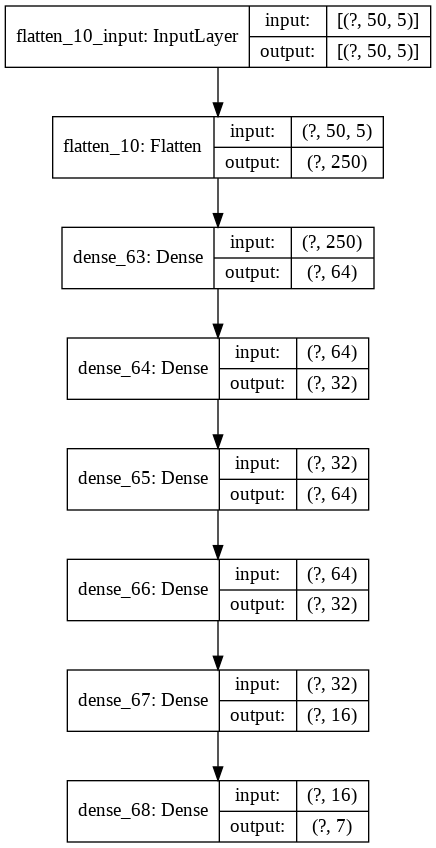 flatten_10_input: InputLayer
input: [(?, 50, 5)]
output: [(?, 50, 5)]
flatten_10: Flatten
input: (?, 50, 5)
output: (?, 250)
dense_63: Dense
input: (?, 250)
output: (?, 64)
dense_64: Dense
input: (?, 64)
output: (?, 32)
dense_65: Dense
input: (?, 32)
output: (?, 64)
dense_66: Dense
input: (?, 64)
output: (?, 32)
dense_67: Dense
input: (?, 32)
output: (?, 16)
dense_68: Dense
input: (?, 16)
output: (?, 7)